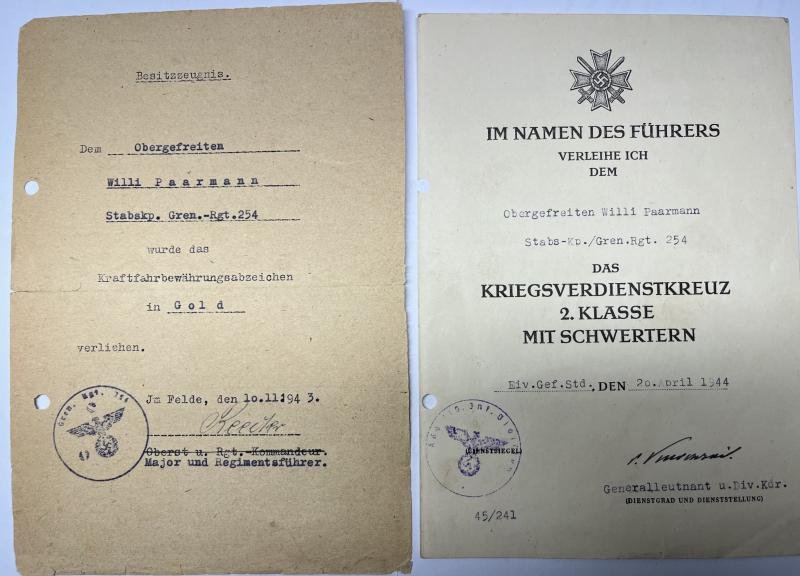 Besitzzeugnis.
Dem Obergefreiten
Willi Paarmann
Stabskp. Gren.-Rgt.254
wurde das
Kraftfahrbewährungsabzeichen
in Gold
verliehen.
Jm Felde, den 10.11.1943.
Oberst u. Rgt.-Kommandeur.
Major und Regimentsführer.
IM NAMEN DES FÜHRERS
VERLEIHE ICH
DEM
Obergefreiten Willi Paarmann
Stabs-Kp./Gren.Rgt. 254
DAS
KRIEGSVERDIENSTKREUZ
2. KLASSE
MIT SCHWERTERN
Div.Gef.Std., DEN 20.April 1944
(DIENSTSIEGEL)
Generalleutnant u.Div.Kdr.
(DIENSTGRAD UND DIENSTSTELLUNG)
45/241